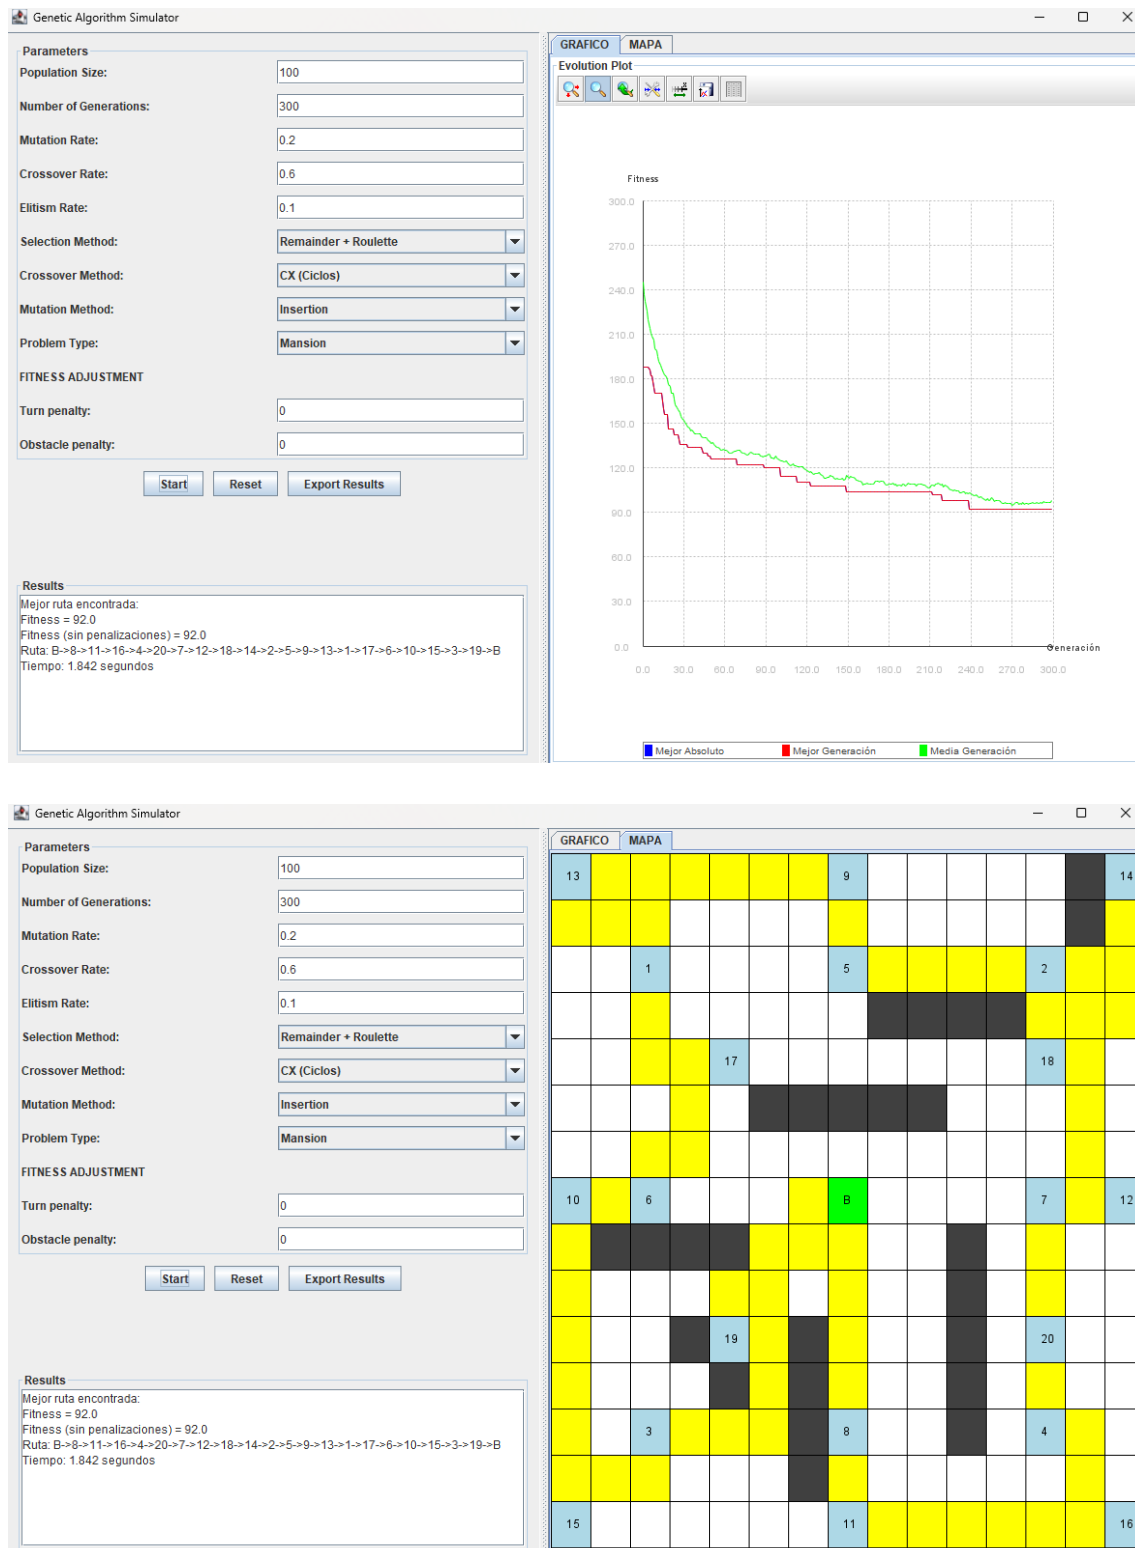 Genetic Algorithm Simulator
Parameters
Population Size: 100
Number of Generations: 300
Mutation Rate: 0.2
Crossover Rate: 0.6
Elitism Rate: 0.1
Selection Method: Remainder + Roulette
Crossover Method: CX (Ciclos)
Mutation Method: Insertion
Problem Type: Mansion
FITNESS ADJUSTMENT
Turn penalty: 0
Obstacle penalty: 0
Start Reset Export Results
Results
Mejor ruta encontrada:
Fitness = 92.0
Fitness (sin penalizaciones) = 92.0
Ruta: B->8->11->16->4->20->7->12->18->14->2->5->9->13->1->17->6->10->15->3->19->B
Tiempo: 1.842 segundos
GRAFICO MAPA
Evolution Plot
Fitness
300.0
270.0
240.0
210.0
180.0
150.0
120.0
90.0
60.0
30.0
0.0
Generación
0.0 30.0 60.0 90.0 120.0 150.0 180.0 210.0 240.0 270.0 300.0
Mejor Absoluto Mejor Generación Media Generación
Genetic Algorithm Simulator
Parameters
Population Size: 100
Number of Generations: 300
Mutation Rate: 0.2
Crossover Rate: 0.6
Elitism Rate: 0.1
Selection Method: Remainder + Roulette
Crossover Method: CX (Ciclos)
Mutation Method: Insertion
Problem Type: Mansion
FITNESS ADJUSTMENT
Turn penalty: 0
Obstacle penalty: 0
Start Reset Export Results
Results
Mejor ruta encontrada:
Fitness = 92.0
Fitness (sin penalizaciones) = 92.0
Ruta: B->8->11->16->4->20->7->12->18->14->2->5->9->13->1->17->6->10->15->3->19->B
Tiempo: 1.842 segundos
GRAFICO MAPA
13 9 14
1 5 2
17 18
10 6 B 7 12
19 20
3 8 4
15 11 16